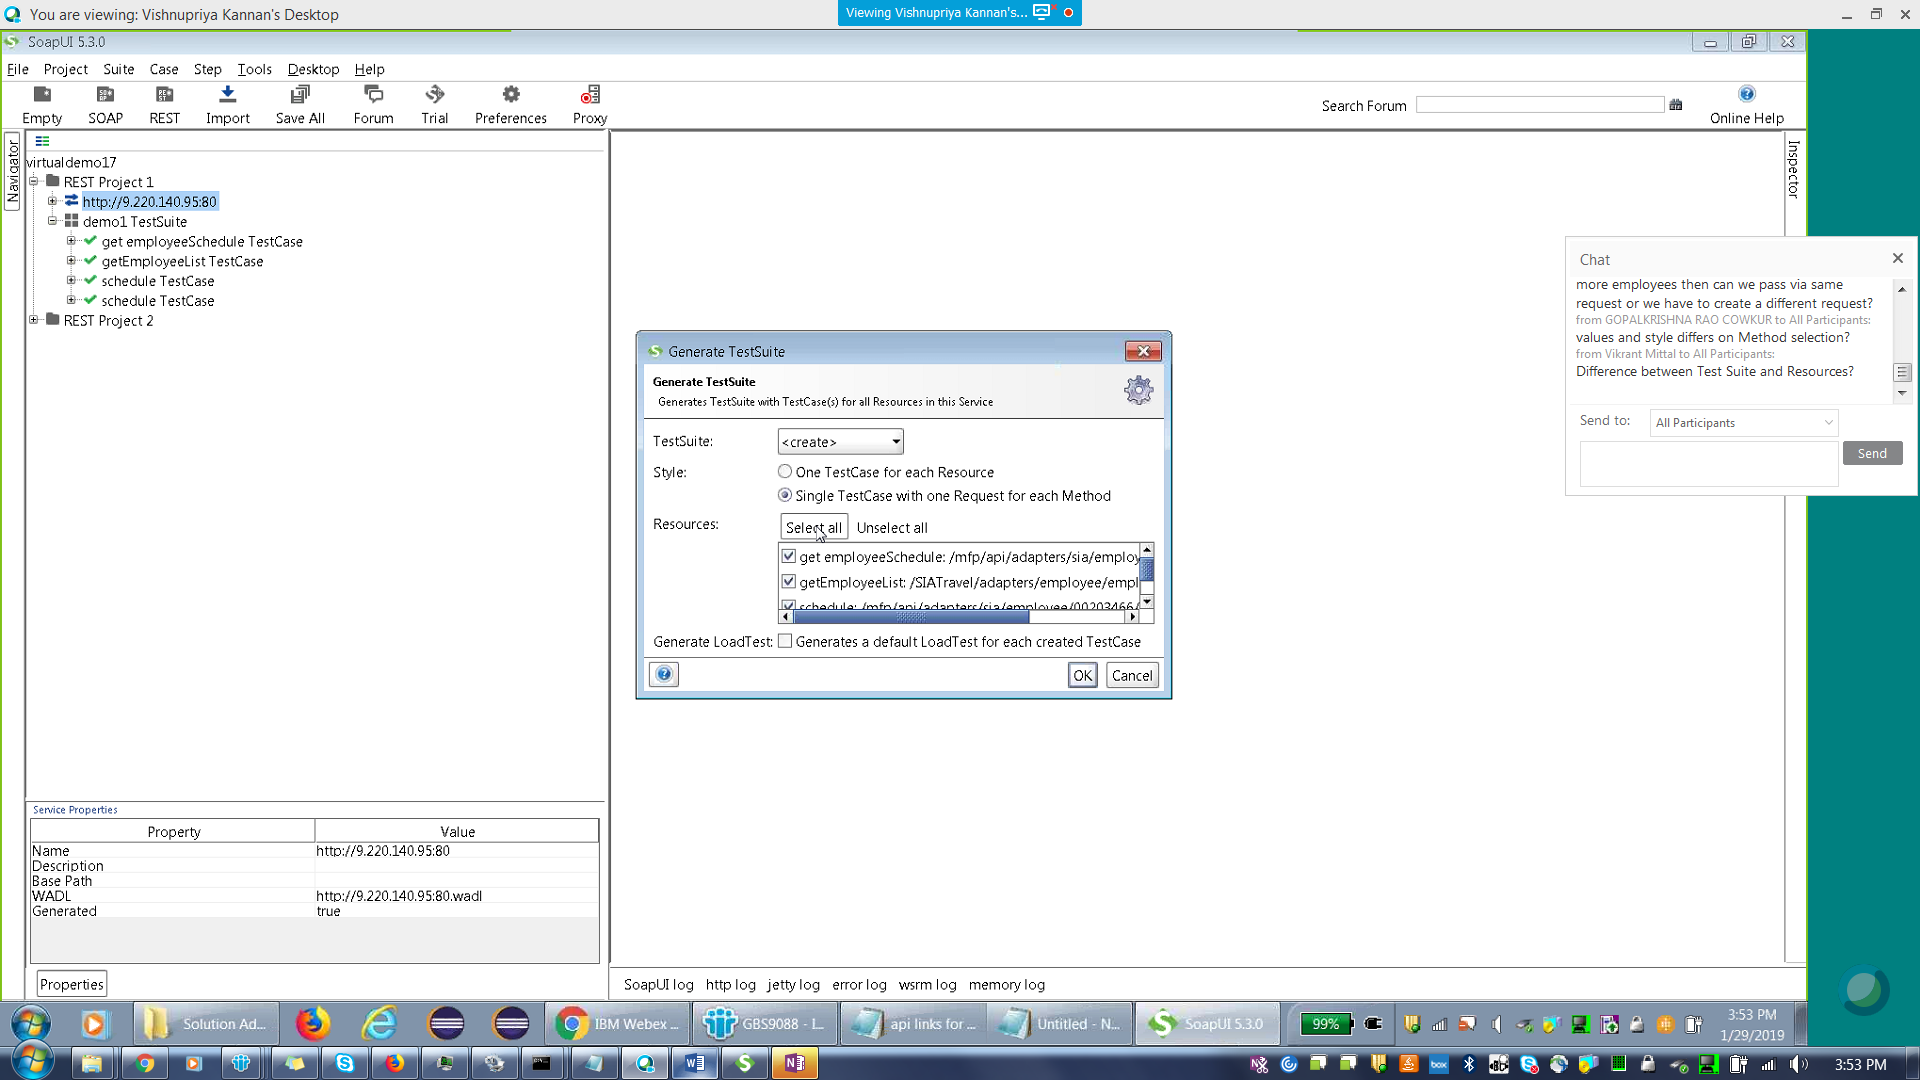 You are viewing: Vishnupriya Kannan's Desktop
Viewing Vishnupriya Kannan's...
SoapUI 5.3.0
File Project Suite Case Step Tools Desktop Help
Empty SOAP REST Import Save All Forum Trial Preferences Proxy
Search Forum
Online Help
Navigator
Inspector
virtualdemo17
REST Project 1
http://9.220.140.95:80
demo1 TestSuite
get employeeSchedule TestCase
getEmployeeList TestCase
schedule TestCase
schedule TestCase
REST Project 2
Generate TestSuite
Generate TestSuite
Generates TestSuite with TestCase(s) for all Resources in this Service
TestSuite: <create>
Style: One TestCase for each Resource
Single TestCase with one Request for each Method
Resources: Select all Unselect all
get employeeSchedule: /mfp/api/adapters/sia/employ
getEmployeeList: /SIATravel/adapters/employee/empl
schedule: /mfp/api/adapters/sia/employee/00203466/
Generate LoadTest: Generates a default LoadTest for each created TestCase
OK Cancel
Chat
more employees then can we pass via same
request or we have to create a different request?
from GOPALKRISHNA RAO COWKUR to All Participants:
values and style differs on Method selection?
from Vikrant Mittal to All Participants:
Difference between Test Suite and Resources?
Send to: All Participants
Send
Service Properties
Property Value
Name http://9.220.140.95:80
Description
Base Path
WADL http://9.220.140.95:80.wadl
Generated true
Properties
SoapUI log http log jetty log error log wsrm log memory log
Solution Ad...
IBM Webex ...
GBS9088 - I...
api links for ...
Untitled - N...
SoapUI 5.3.0
99%
3:53 PM
1/29/2019
3:53 PM